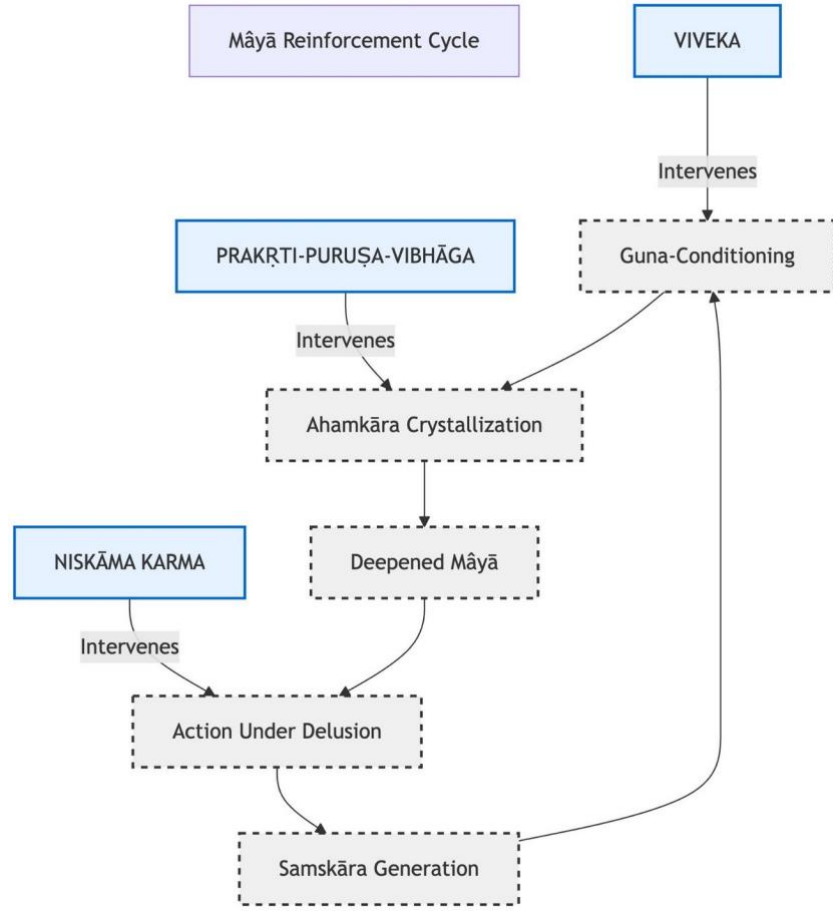 Mâyā Reinforcement Cycle
VIVEKA
Intervenes
PRAKṚTI-PURUṢA-VIBHĀGA
Guna-Conditioning
Intervenes
Ahamkāra Crystallization
NISKĀMA KARMA
Deepened Mâyā
Intervenes
Action Under Delusion
Samskāra Generation